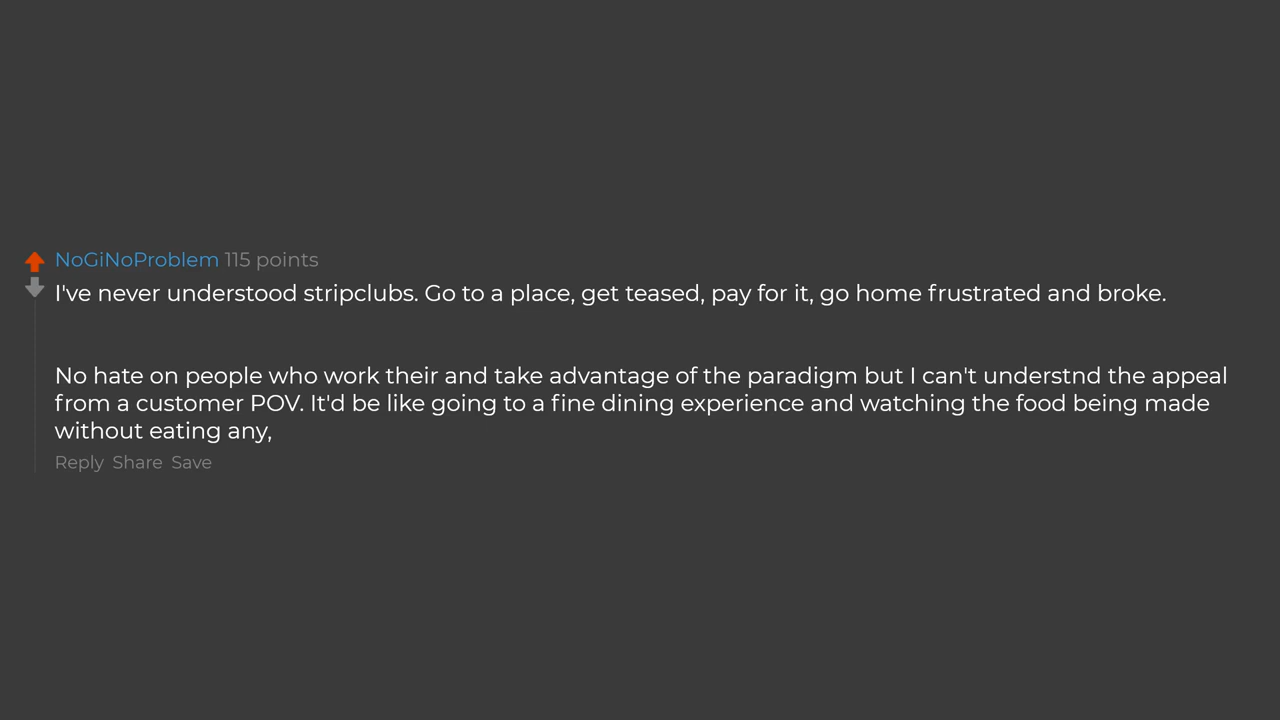 NoGiNoProblem 115 points
I've never understood stripclubs. Go to a place, get teased, pay for it, go home frustrated and broke.
No hate on people who work their and take advantage of the paradigm but I can't understnd the appeal
from a customer POV. It'd be like going to a fine dining experience and watching the food being made
without eating any,
Reply Share Save